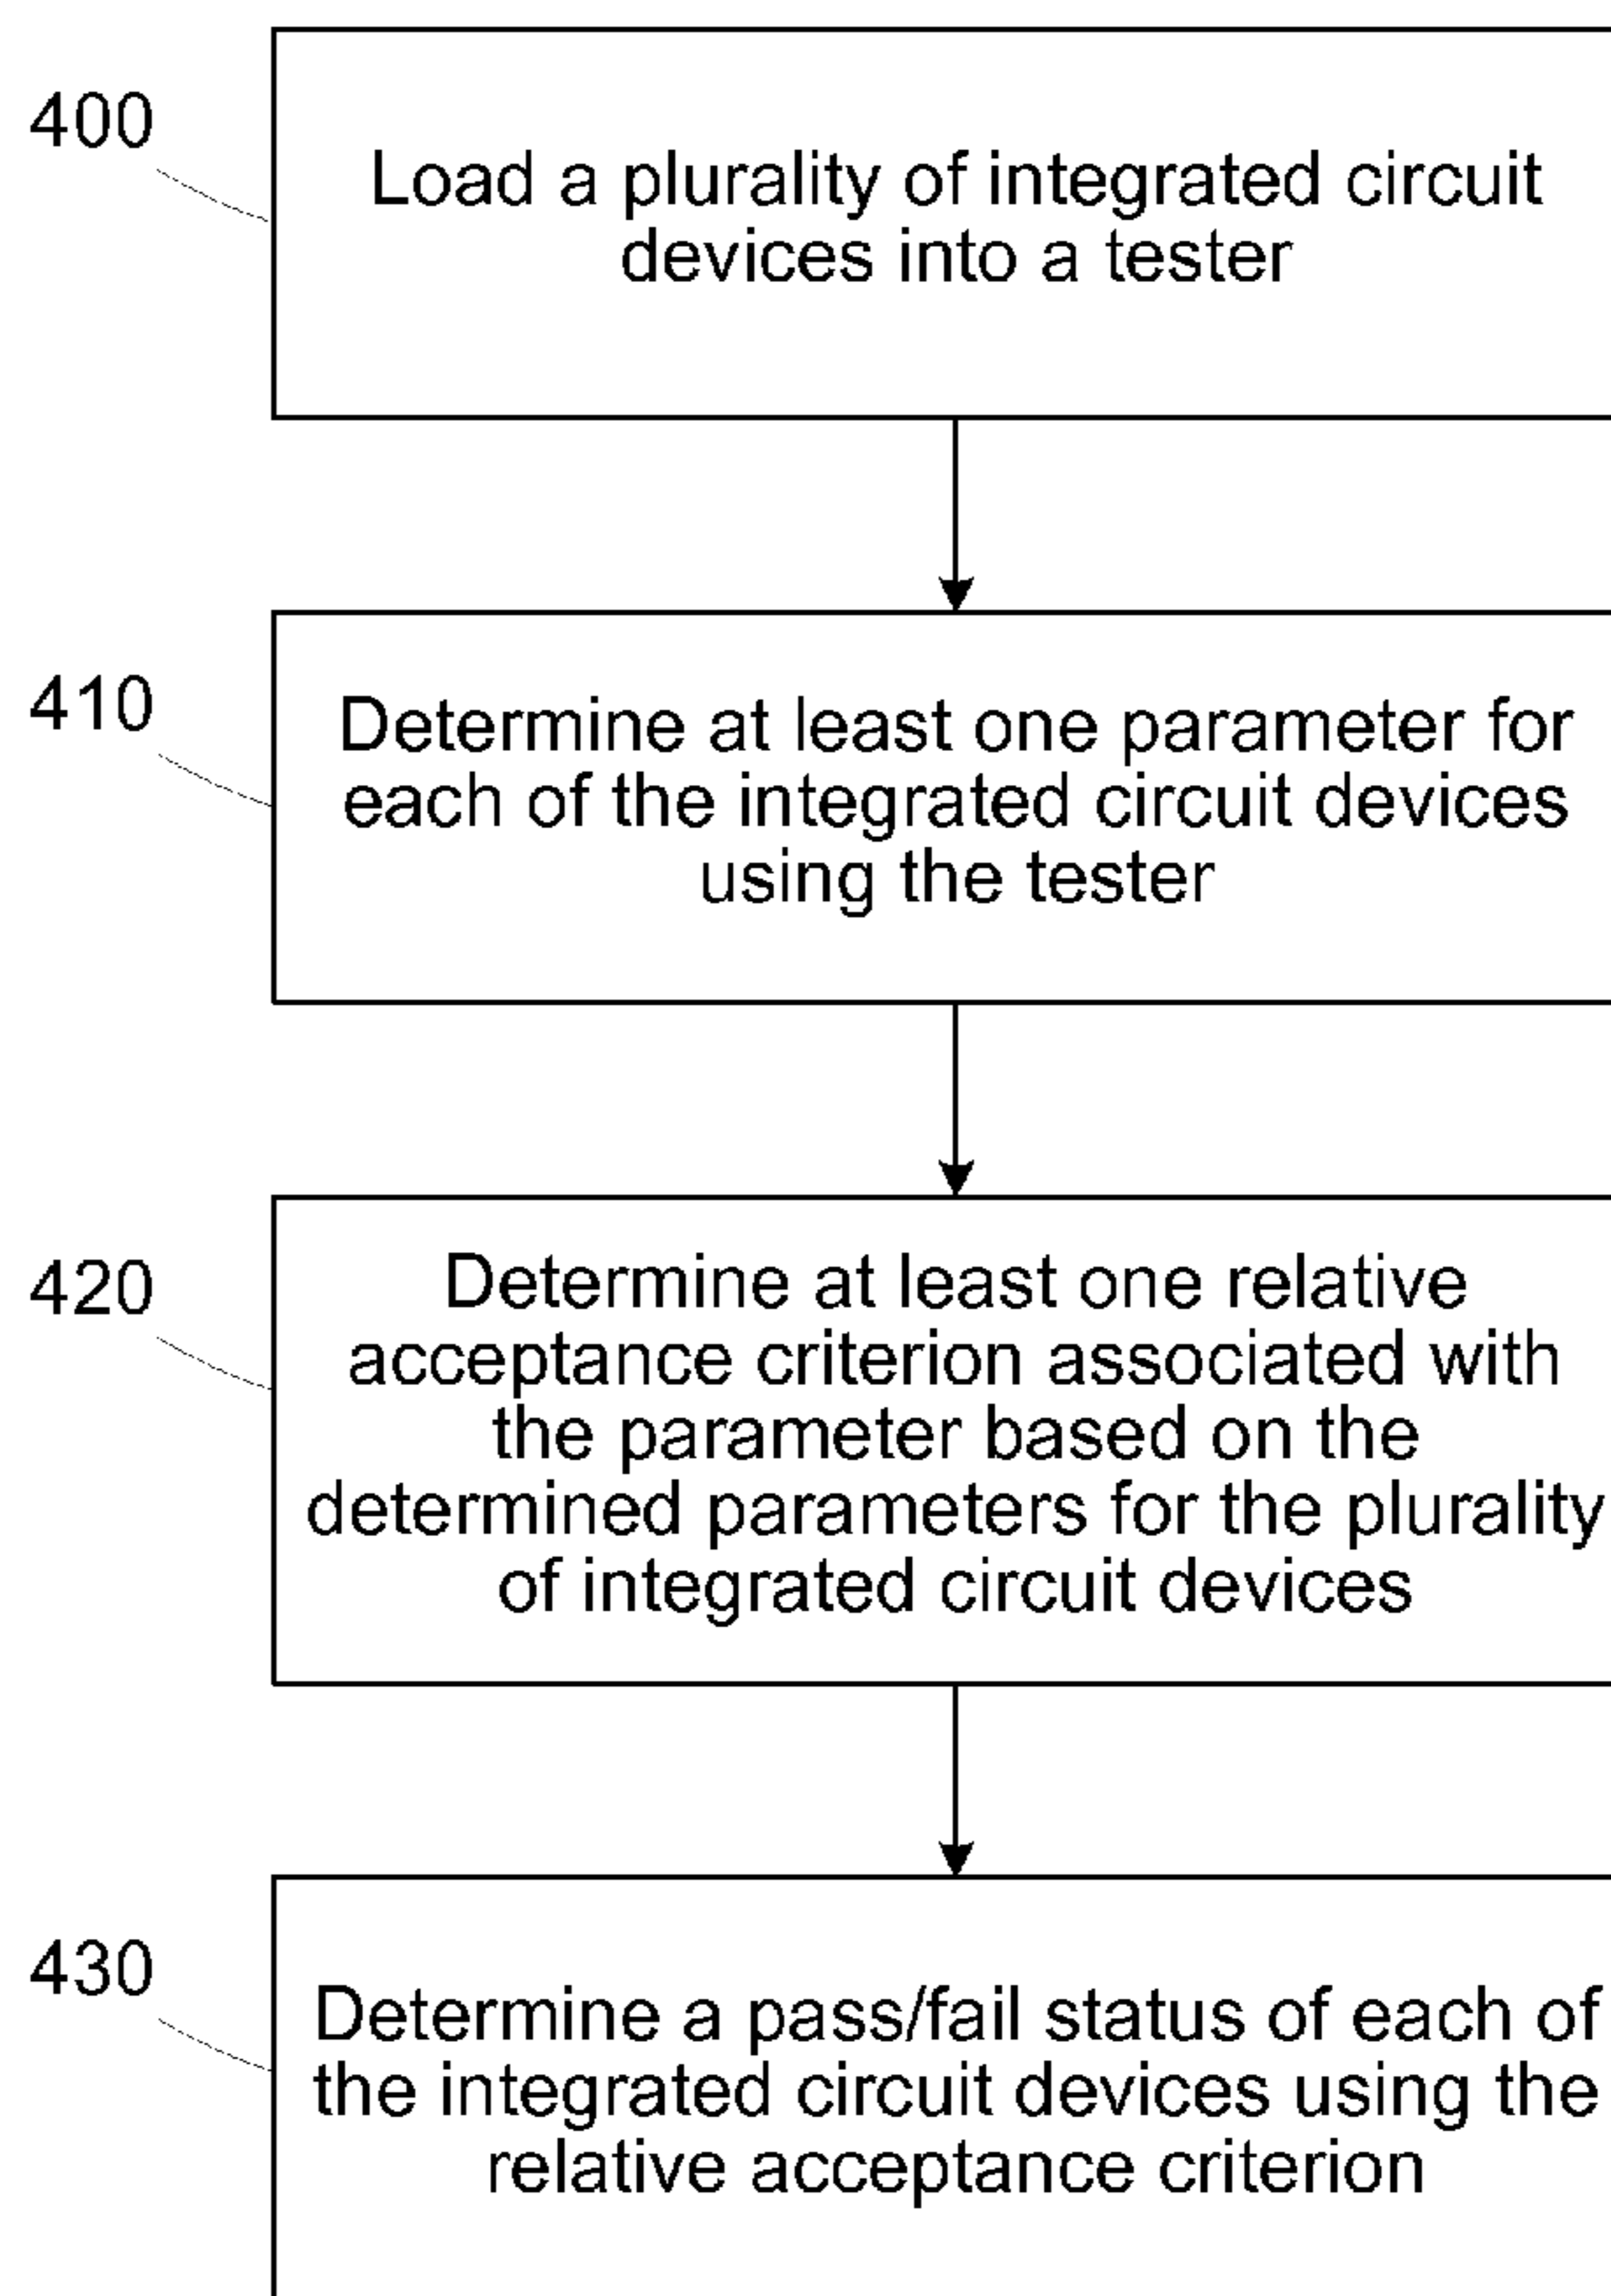 400
Load a plurality of integrated circuit
devices into a tester
410
Determine at least one parameter for
each of the integrated circuit devices
using the tester
420
Determine at least one relative
acceptance criterion associated with
the parameter based on the
determined parameters for the plurality
of integrated circuit devices
430
Determine a pass/fail status of each of
the integrated circuit devices using the
relative acceptance criterion